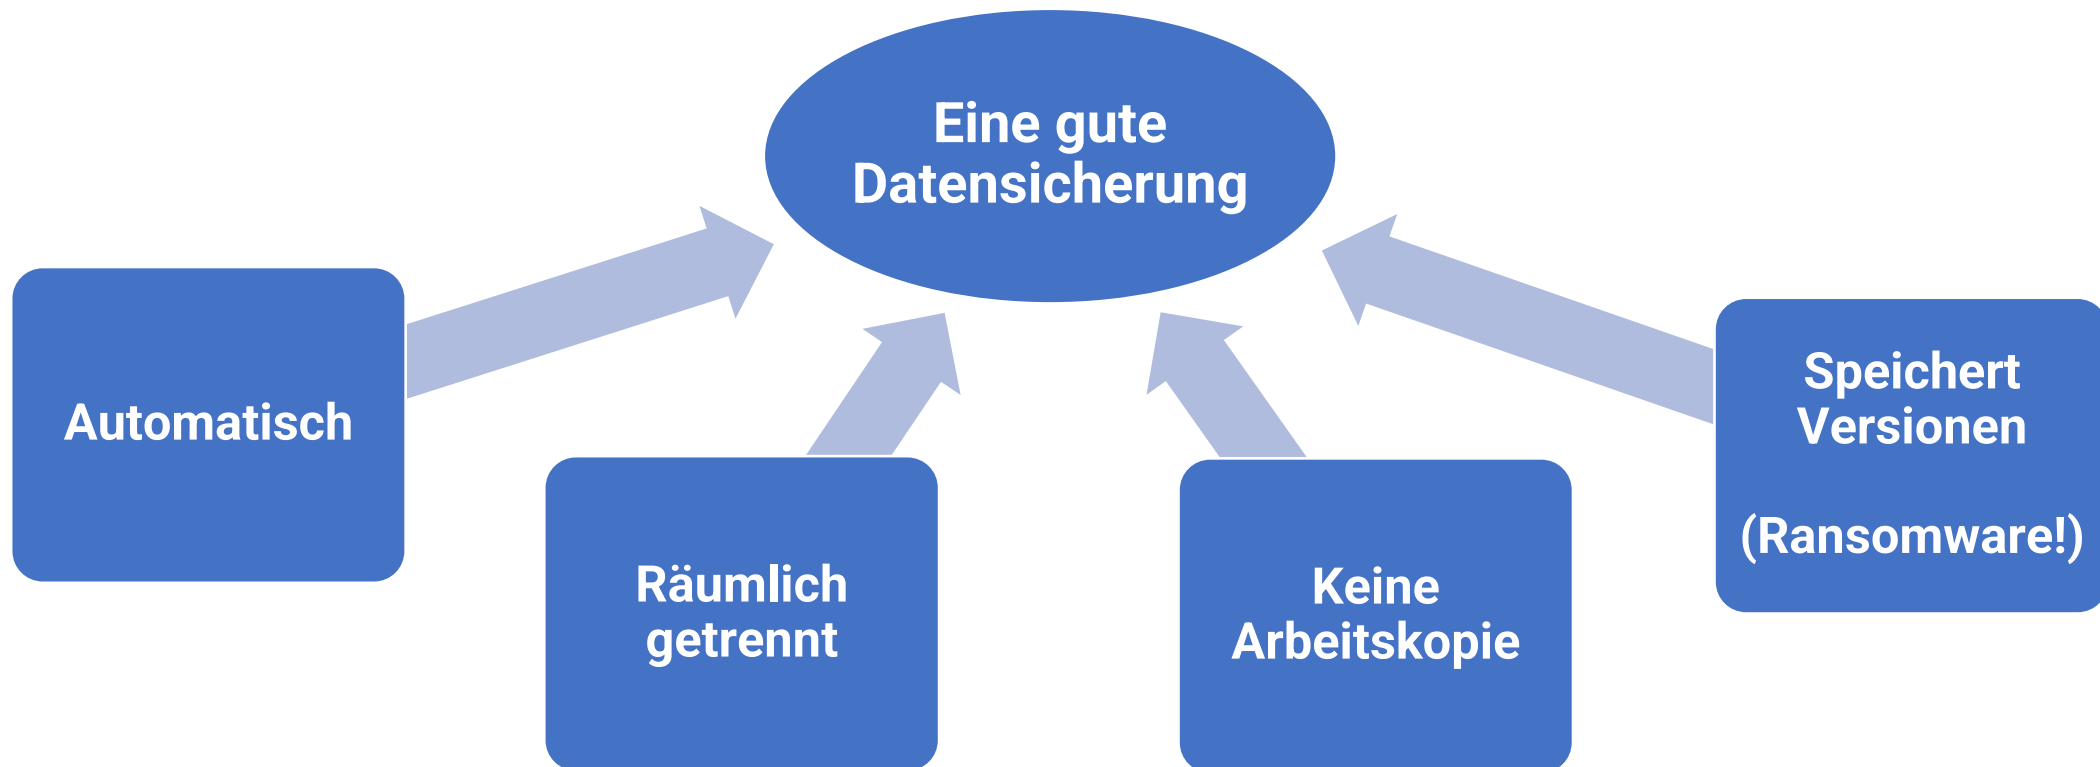 Eine gute
Datensicherung
Automatisch
Räumlich
getrennt
Keine
Arbeitskopie
Speichert
Versionen
(Ransomware!)